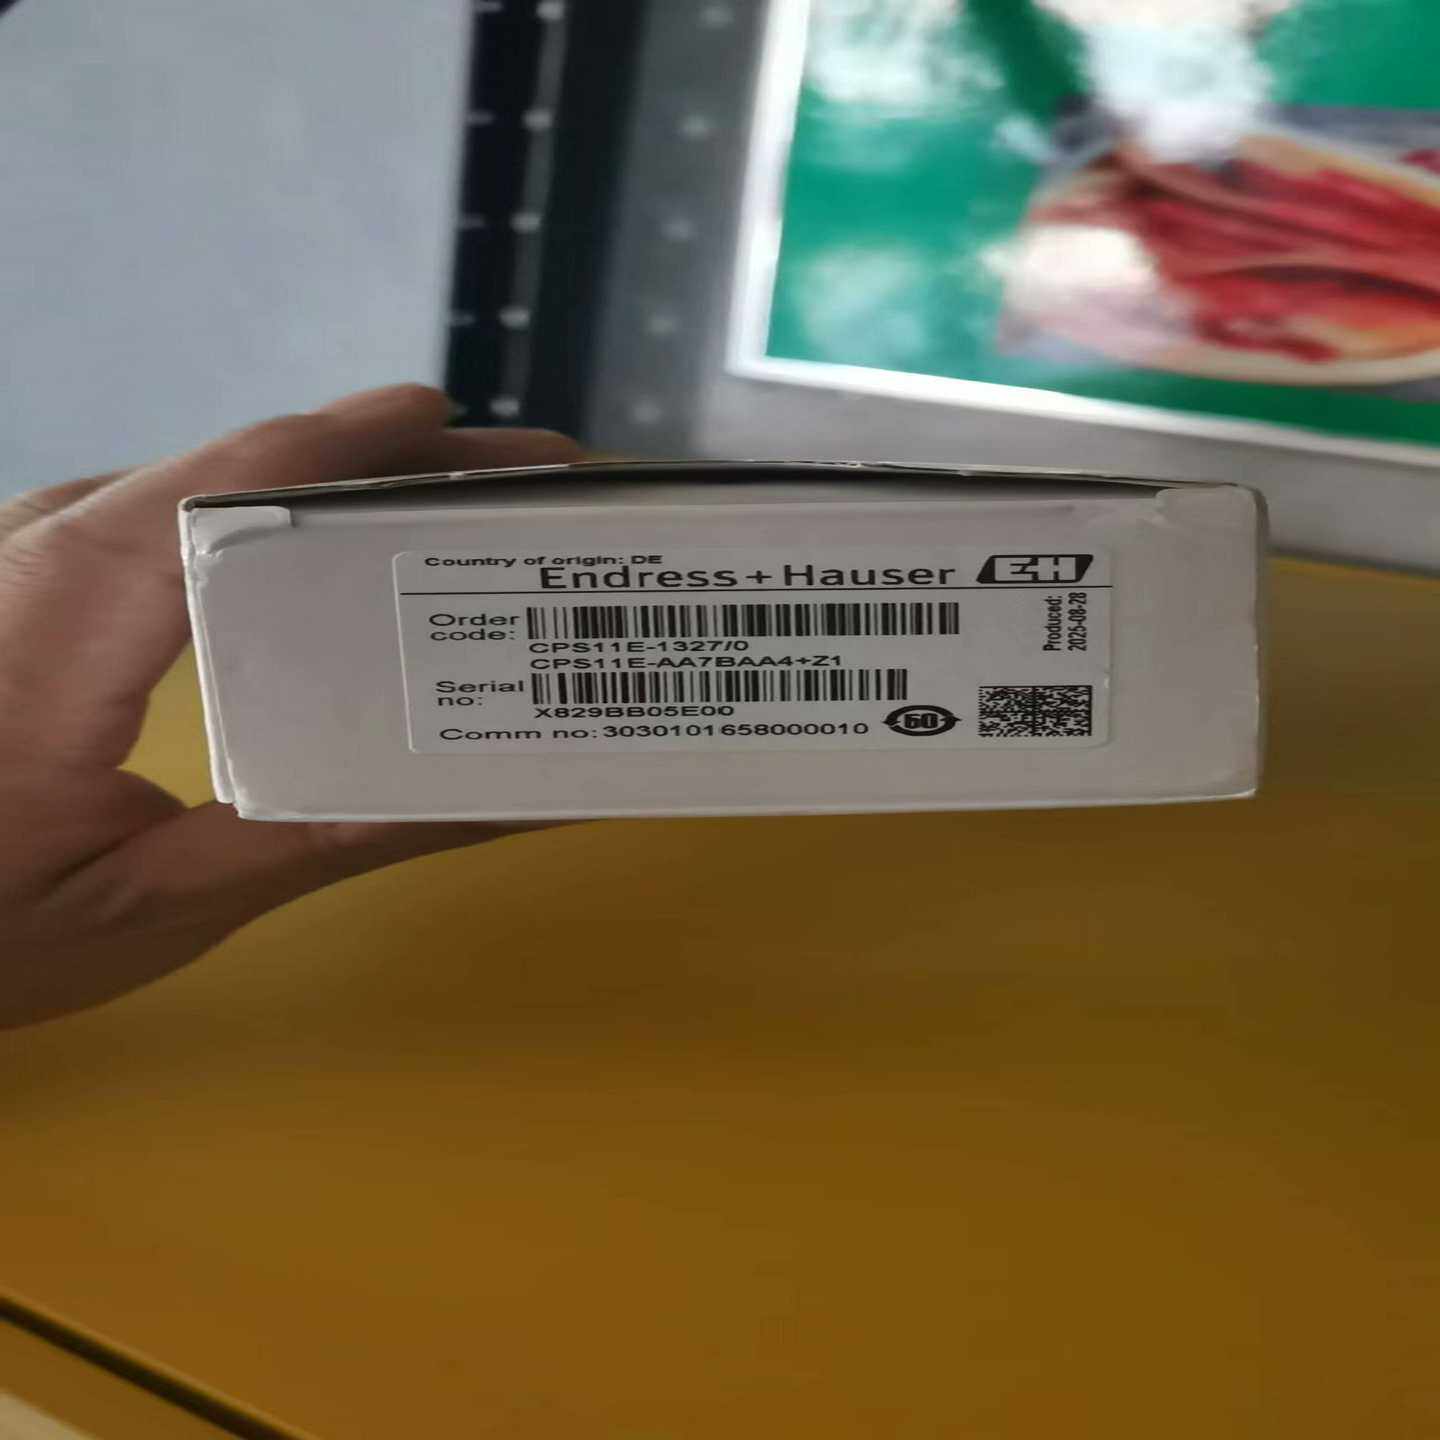 Country of origin: DE
Endress+Hauser EH
Order code:
CPS11E-1327/0
CPS11E-AA7BAA4+Z1
Produced: 2025-08-28
Serial no:
X829BB05E00
50
Comm no: 3030101658000010